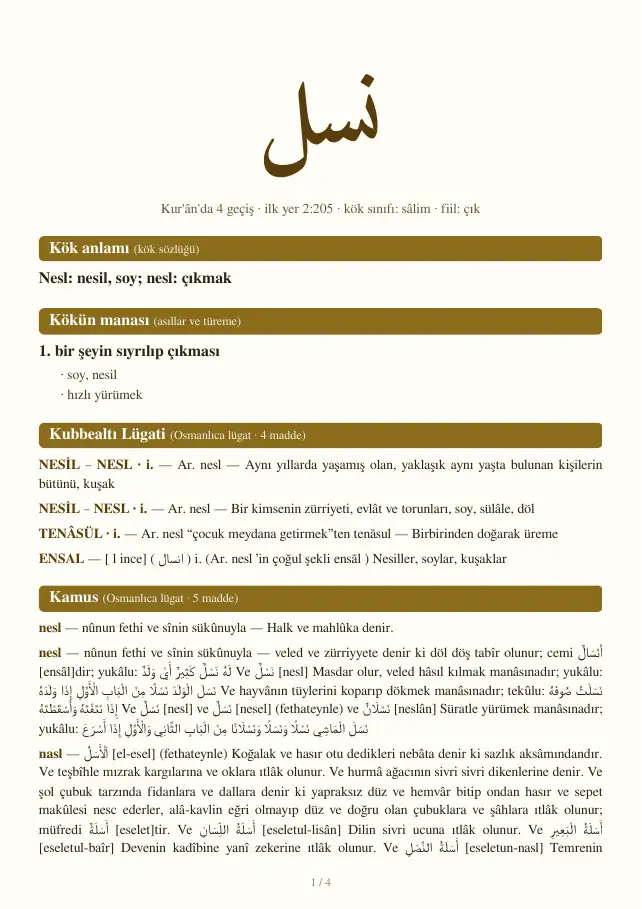 نسل
Kur'ân'da 4 geçiş · ilk yer 2:205 · kök sınıfı: sâlim · fiil: çık
Kök anlamı (kök sözlüğü)
Nesl: nesil, soy; nesl: çıkmak
Kökün manası (asıllar ve türeme)
1. bir şeyin sıyrılıp çıkması
· soy, nesil
· hızlı yürümek
Kubbealtı Lügati (Osmanlıca lügat · 4 madde)
NESİL – NESL · i. — Ar. nesl — Aynı yıllarda yaşamış olan, yaklaşık aynı yaşta bulunan kişilerin
bütünü, kuşak
NESİL – NESL · i. — Ar. nesl — Bir kimsenin zürriyeti, evlât ve torunları, soy, sülâle, döl
TENÂSÜL · i. — Ar. nesl “çocuk meydana getirmek”ten tenāsul — Birbirinden doğarak üreme
ENSAL — [ l ince] ( انسال ) i. (Ar. nesl 'in çoğul şekli ensāl ) Nesiller, soylar, kuşaklar
Kamus (Osmanlıca lügat · 5 madde)
nesl — nûnun fethi ve sînin sükûnuyla — Halk ve mahlûka denir.
nesl — nûnun fethi ve sînin sükûnuyla — veled ve zürriyyete denir ki döl döş tabîr olunur; cemi أَنْسَالٌ
[ensâl]dir; yukâlu: لَهُ نَسْلٌ كَثِيرٌ أَيْ وَلَدٌ Ve نَسْلٌ [nesl] Masdar olur, veled hâsıl kılmak manâsınadır; yukâlu:
نَسَلَ الْوَلَدَ نَسْلًا مِنَ الْبَابِ الْأَوَّلِ إِذَا وَلَدَهُ Ve hayvânın tüylerini koparıp dökmek manâsınadır; tekûlu: نَسَلْتُ صُوفَهُ
إِذَا نَتَفْتَهُ وَأَسْقَطْتَهُ Ve نَسْلٌ [nesl] ve نَسَلٌ [nesel] (fethateynle) ve نَسَلَانٌ [neslân] Süratle yürümek manâsınadır;
yukâlu: نَسَلَ الْمَاشِي نَسْلًا وَنَسَلًا وَنَسْلَانًا مِنَ الْبَابِ الثَّانِي وَالْأَوَّلِ إِذَا أَسْرَعَ
nasl — اَلْأَسَلُ [el-esel] (fethateynle) Koğalak ve hasır otu dedikleri nebâta denir ki sazlık aksâmındandır.
Ve teşbîhle mızrak kargılarına ve oklara ıtlâk olunur. Ve hurmâ ağacının sivri sivri dikenlerine denir. Ve
şol çubuk tarzında fidanlara ve dallara denir ki yapraksız düz ve hemvâr bitip ondan hasır ve sepet
makûlesi nesc ederler, alâ-kavlin eğri olmayıp düz ve doğru olan çubuklara ve şâhlara ıtlâk olunur;
müfredi أَسَلَةٌ [eselet]tir. Ve أَسَلَةُ اللِّسَانِ [eseletul-lisân] Dilin sivri ucuna ıtlâk olunur. Ve أَسَلَةُ الْبَعِيرِ
[eseletul-baîr] Devenin kadîbine yanî zekerine ıtlâk olunur. Ve أَسَلَةُ النَّصْلِ [eseletun-nasl] Temrenin
1 / 4